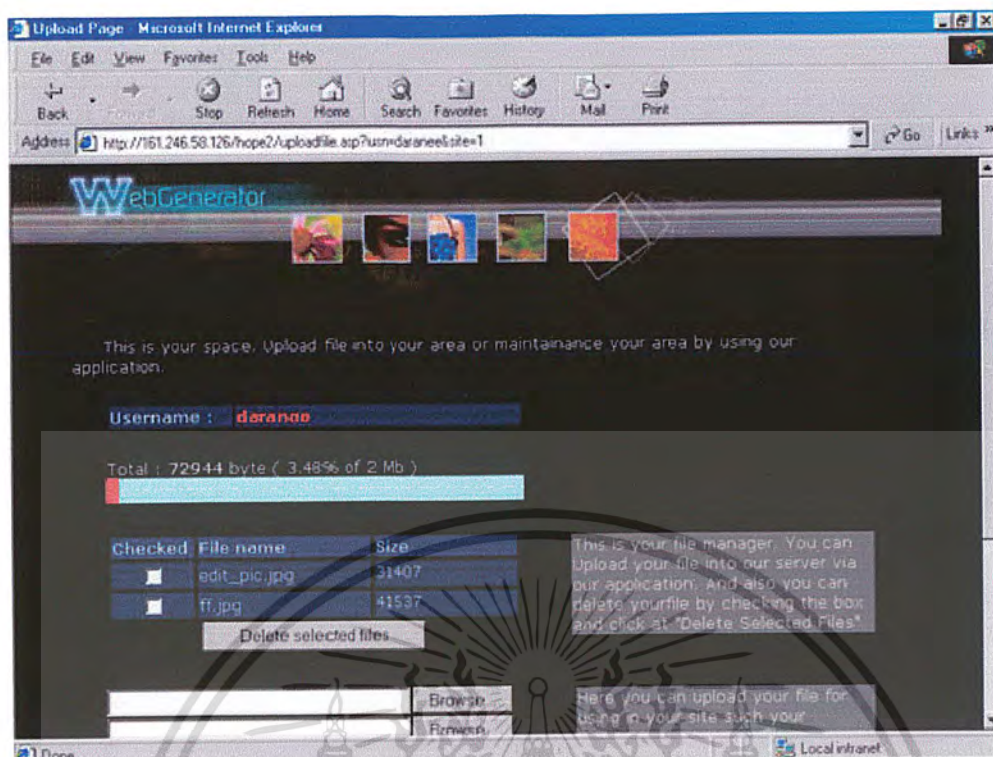 Upload Page - Microsoft Internet Explorer
File Edit View Favorites Tools Help
Back Forward Stop Refresh Home Search Favorites History Mail Print
Address http://161.246.58.126/hope2/uploadfile.asp?usn=daranee&site=1 Go Links »
WebGenerator
This is your space. Upload file into your area or maintainance your area by using our
application.
Username : daranee
Total : 72944 byte ( 3.48% of 2 Mb )
Checked File name Size
edit_pic.jpg 31407
ff.jpg 41537
Delete selected files
This is your file manager. You can
Upload your file into our server via
our application. And also you can
delete yourfile by checking the box
and click at "Delete Selected Files"
Browse
Browse
Here you can upload your file for
using in your site such your
Done Local intranet